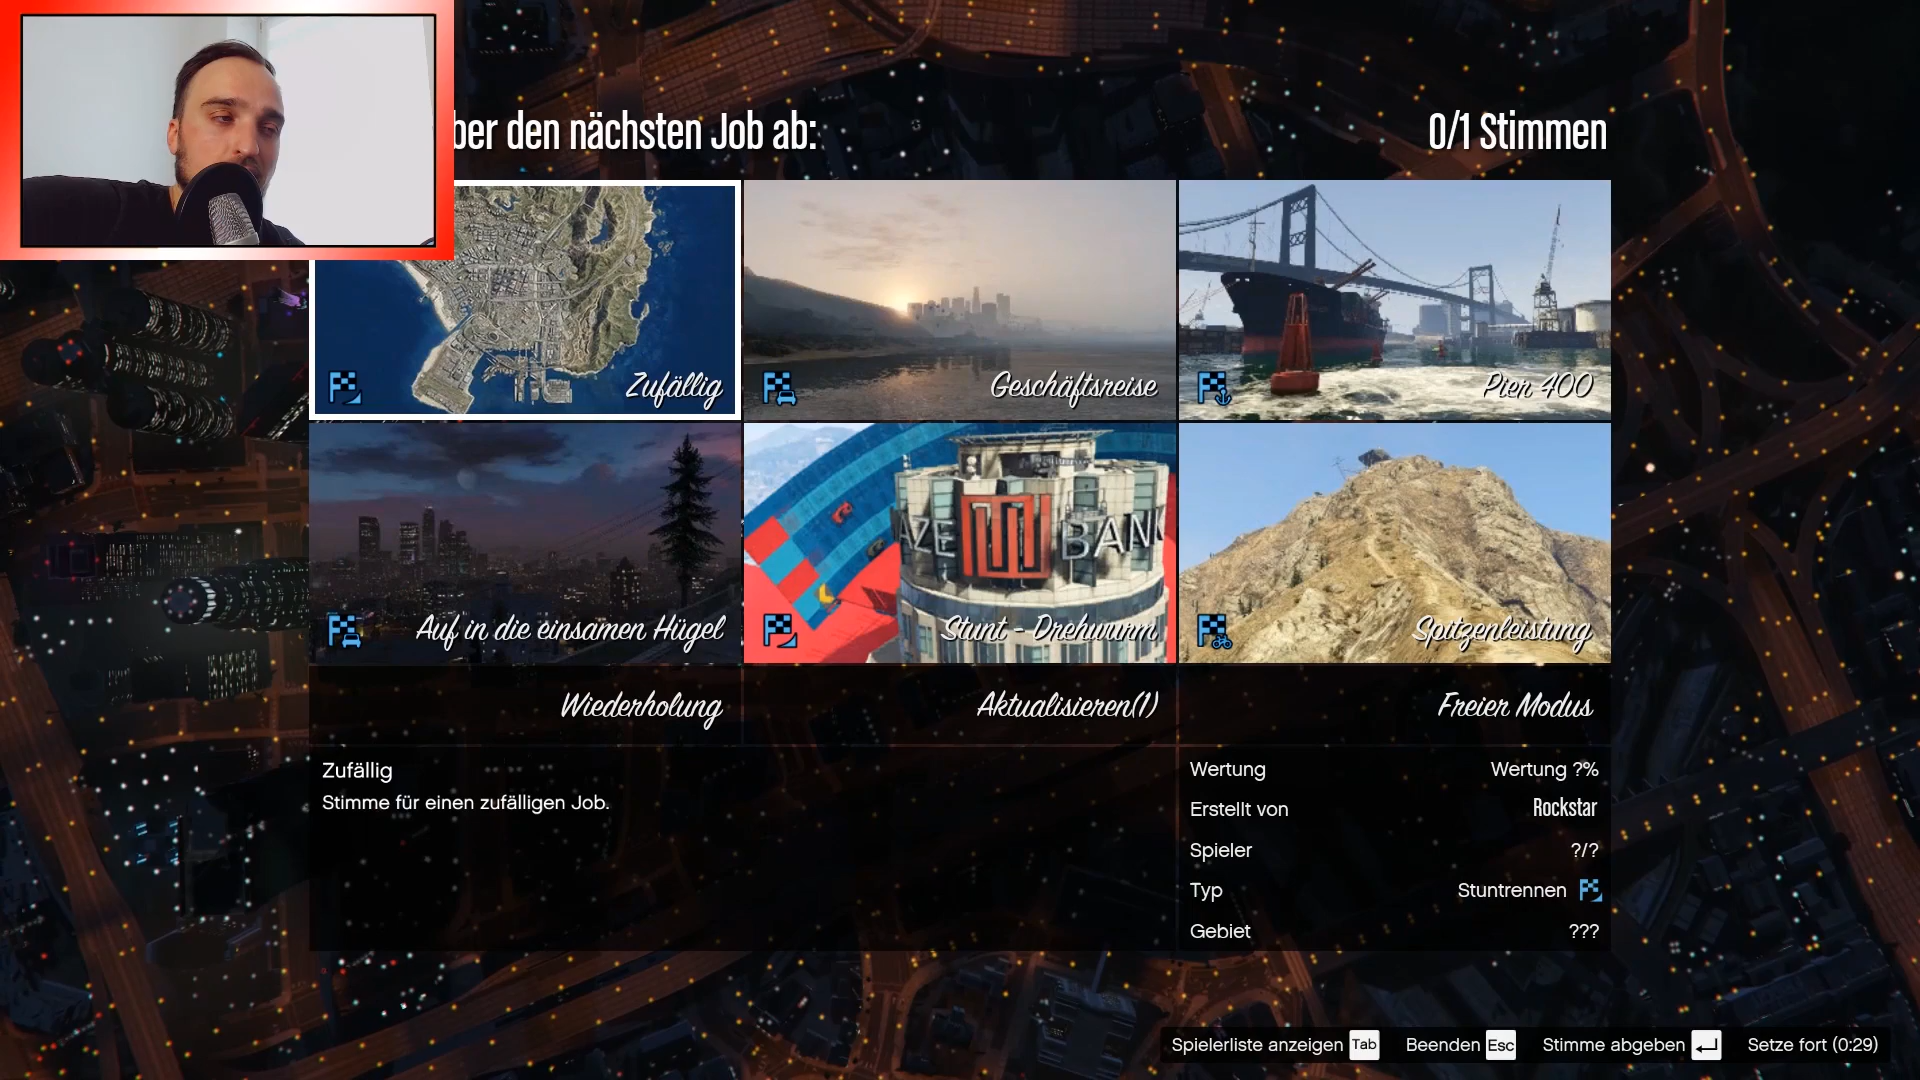 ber den nächsten Job ab:
0/1 Stimmen
Zufällig
Geschäftsreise
Pier 400
Auf in die einsamen Hügel
AZE BANK
Stunt - Drehwurm
Spitzenleistung
Wiederholung
Aktualisieren(1)
Freier Modus
Zufällig
Stimme für einen zufälligen Job.
Wertung
Wertung ?%
Erstellt von
Rockstar
Spieler
?/?
Typ
Stuntrennen
Gebiet
???
Spielerliste anzeigen Tab Beenden Esc Stimme abgeben Setze fort (0:29)